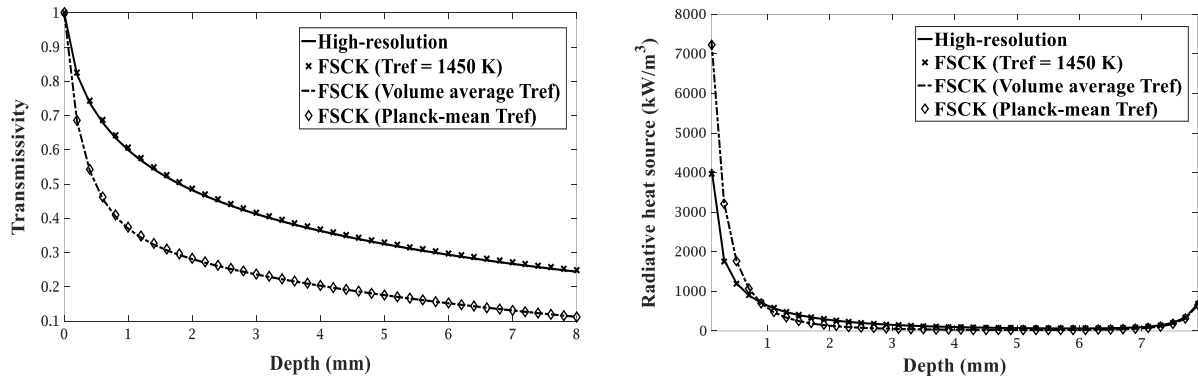 1
0.9
0.8
0.7
0.6
0.5
0.4
0.3
0.2
0.1
0 1 2 3 4 5 6 7 8
Transmissivity
Depth (mm)
High-resolution
FSCK (Tref = 1450 K)
FSCK (Volume average Tref)
FSCK (Planck-mean Tref)
8000
7000
6000
5000
4000
3000
2000
1000
0
1 2 3 4 5 6 7
Radiative heat source (kW/m³)
Depth (mm)
High-resolution
FSCK (Tref = 1450 K)
FSCK (Volume average Tref)
FSCK (Planck-mean Tref)